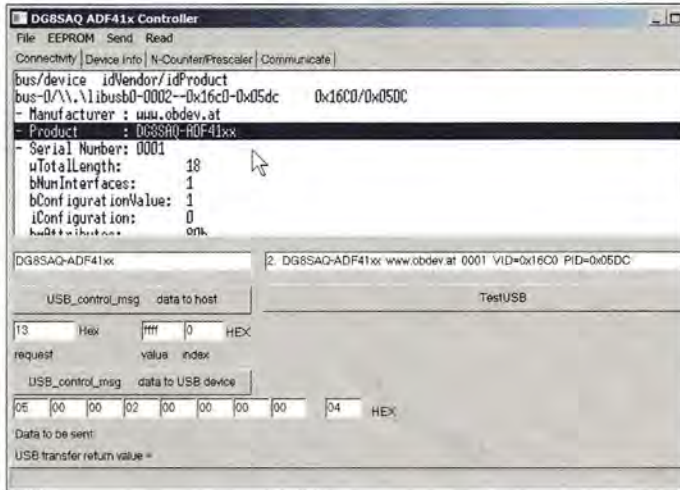 DG8SAQ ADF41x Controller
File EEPROM Send Read
Connectivity Device Info N-Counter/Prescaler Communicate
bus/device idVendor/idProduct
bus-0/\\.\libusb0-0002--0x16c0-0x05dc 0x16C0/0x05DC
- Manufacturer : www.obdev.at
- Product : DG8SAQ-ADF41xx
- Serial Number: 0001
wTotalLength: 18
bNumInterfaces: 1
bConfigurationValue: 1
iConfiguration: 0
bmAttributes: 80h
DG8SAQ-ADF41xx
2. DG8SAQ-ADF41xx www.obdev.at 0001 VID=0x16C0 PID=0x05DC
USB_control_msg data to host
TestUSB
13 Hex ffff 0 HEX
request value index
USB_control_msg data to USB device
05 00 00 02 00 00 00 00 04 HEX
Data to be sent
USB transfer return value =